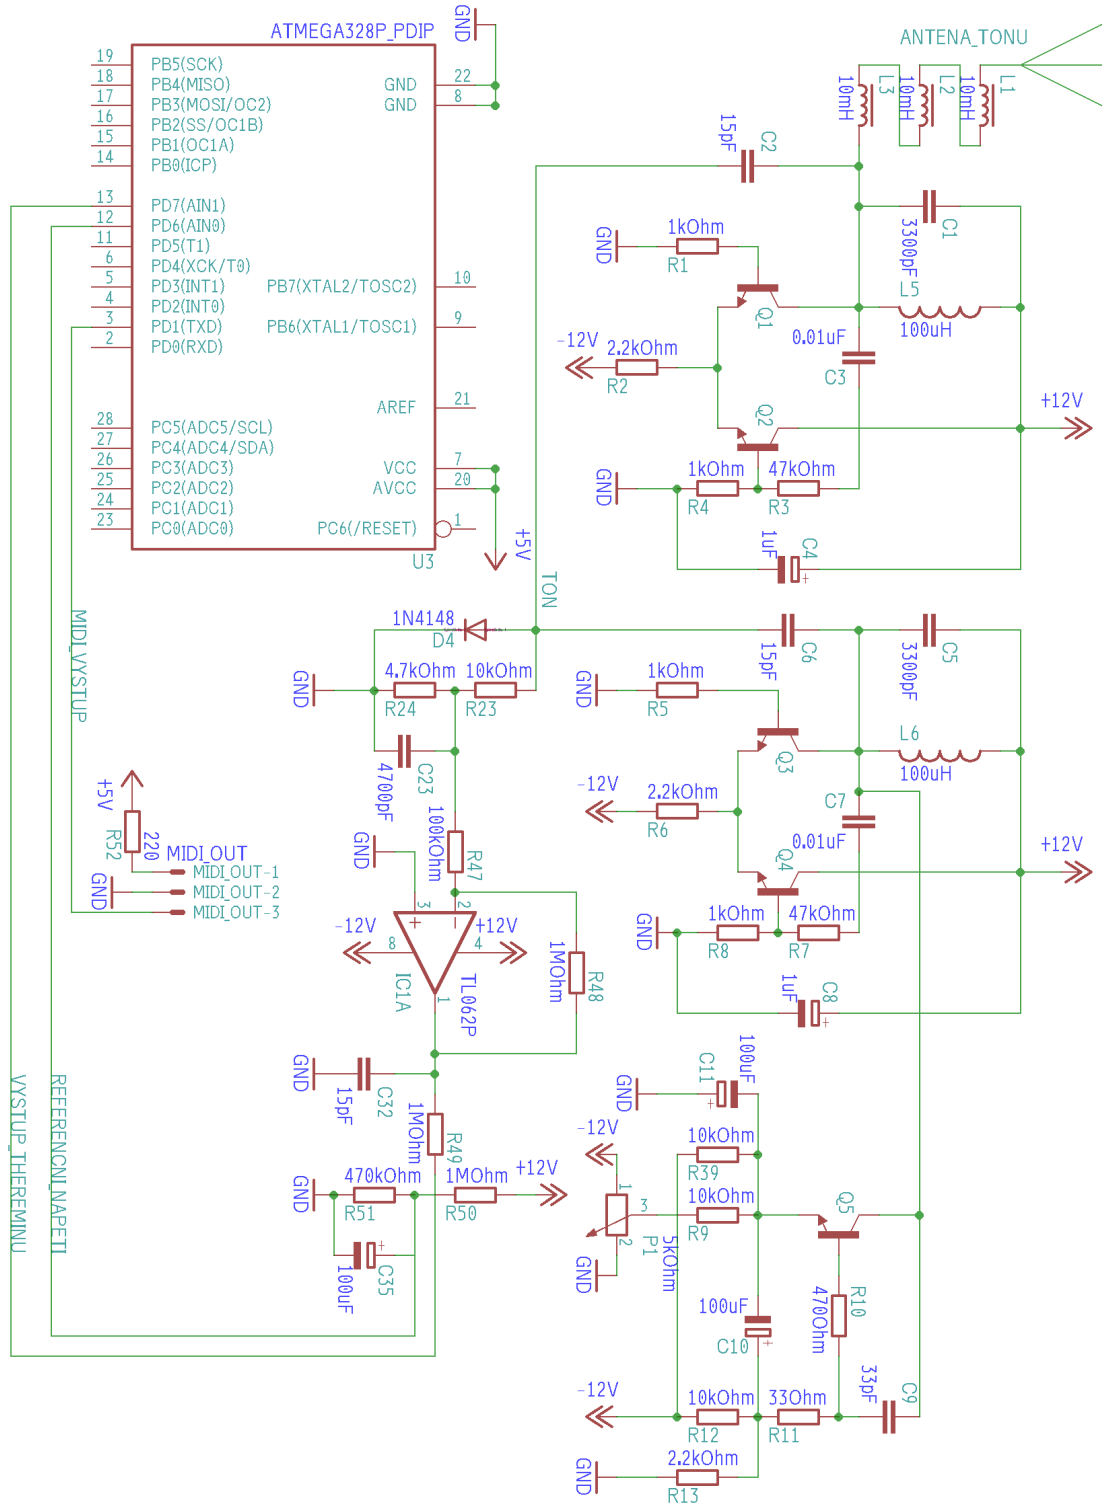 GND
ATMEGA328P_PDIP
19 PB5(SCK)
18 PB4(MISO)
17 PB3(MOSI/OC2)
16 PB2(SS/OC1B)
15 PB1(OC1A)
14 PB0(ICP)
13 PD7(AIN1)
12 PD6(AIN0)
11 PD5(T1)
6 PD4(XCK/T0)
5 PD3(INT1)
4 PD2(INT0)
3 PD1(TXD)
2 PD0(RXD)
28 PC5(ADC5/SCL)
27 PC4(ADC4/SDA)
26 PC3(ADC3)
25 PC2(ADC2)
24 PC1(ADC1)
23 PC0(ADC0)
GND 22
GND 8
PB7(XTAL2/TOSC2) 10
PB6(XTAL1/TOSC1) 9
AREF 21
VCC 7
AVCC 20
PC6(/RESET) 1
U3
+5V
ANTENA_TONU
10mH L3
10mH L2
10mH L1
15pF C2
C1
3300pF
GND
1kOhm
R1
Q1
L5
100uH
0.01uF
C3
-12V
2.2kOhm
R2
Q2
+12V
GND
1kOhm
R4
47kOhm
R3
1uF C4
+
TON
1N4148
D4
GND
4.7kOhm
R24
10kOhm
R23
4700pF C23
15pF C6
3300pF C5
GND
1kOhm
R5
Q3
L6
100uH
-12V
2.2kOhm
R6
C7
0.01uF
Q4
+12V
GND
1kOhm
R8
47kOhm
R7
1uF C8
+
MIDI_VYSTUP
+5V
R52 220
MIDI_OUT
MIDI_OUT-1
MIDI_OUT-2
MIDI_OUT-3
GND
GND
100kOhm R47
3 2
+ −
-12V
8
+12V
4
IC1A
TL062P
1
1MOhm R48
GND
15pF C32
1MOhm R49
GND
470kOhm
R51
1MOhm
R50
+12V
+
100uF C35
REFERENCNI_NAPETI
VYSTUP_THEREMINU
C11 100uF
+
GND
-12V
10kOhm
R39
1
3
2
10kOhm
R9
P1
5kOhm
GND
Q5
100uF
C10
+
470Ohm R10
33pF C9
-12V
10kOhm
R12
33Ohm
R11
2.2kOhm
GND
R13